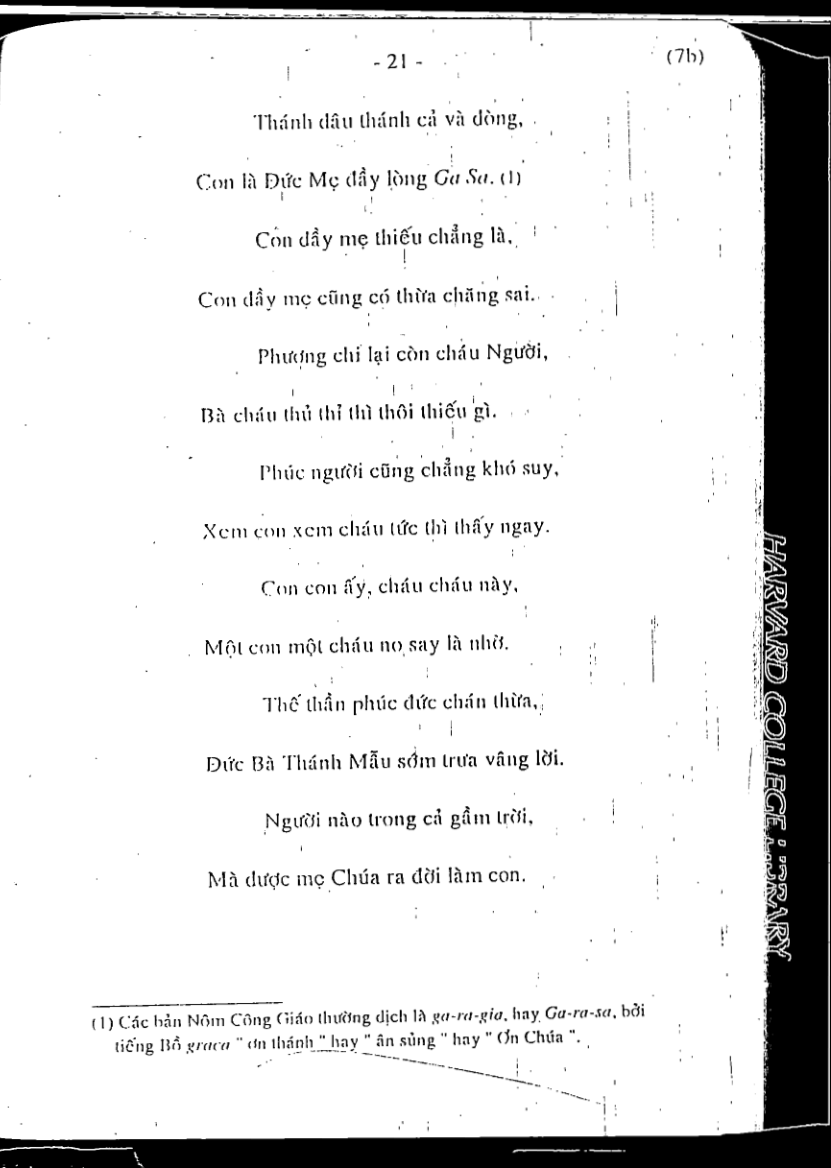 - 21 -
(7b)
Thánh dâu thánh cả và dòng,
Con là Đức Mẹ đầy lòng Ga Sa. (1)
Con dầy mẹ thiếu chẳng là,
Con dầy mẹ cũng có thừa chăng sai.
Phương chi lại còn cháu Người,
Bà cháu thủ thỉ thì thôi thiếu gì.
Phúc người cũng chẳng khó suy,
Xem con xem cháu tức thì thấy ngay.
Con con ấy, cháu cháu này,
Một con một cháu no say là nhờ.
Thế thần phúc đức chán thừa,
Đức Bà Thánh Mẫu sớm trưa vâng lời.
Người nào trong cả gầm trời,
Mà được mẹ Chúa ra đời làm con.
(1) Các bản Nôm Công Giáo thường dịch là ga-ra-gia, hay Ga-ra-sa, bởi
tiếng Bồ graca " ơn thánh " hay " ân sủng " hay " Ơn Chúa ".
HARVARD COLLEGE LIBRARY